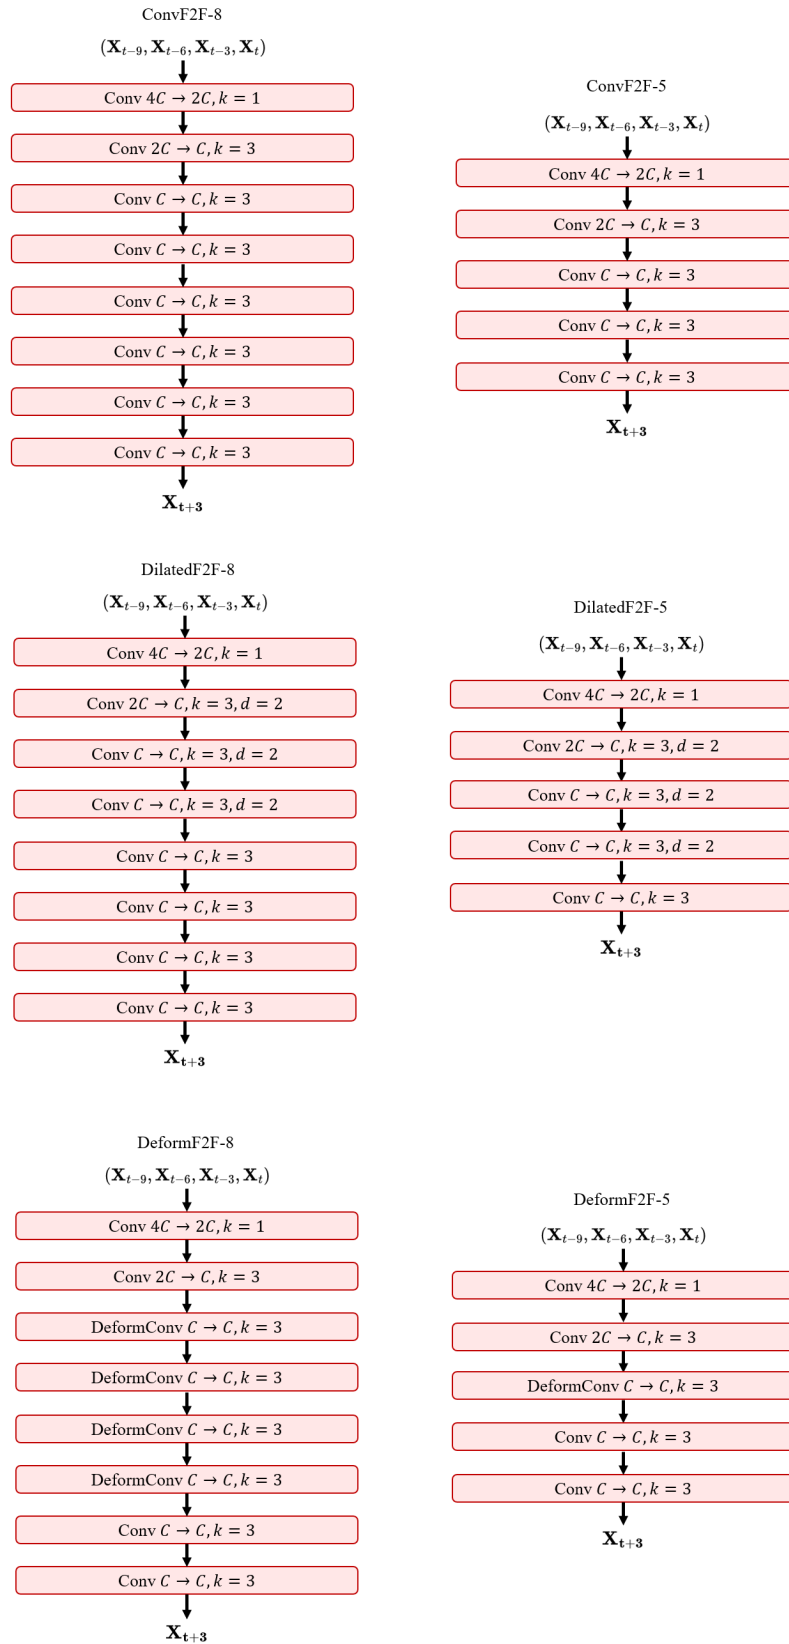 ConvF2F-8
(X_{t−9}, X_{t−6}, X_{t−3}, X_t)
Conv 4C → 2C, k = 1
Conv 2C → C, k = 3
Conv C → C, k = 3
Conv C → C, k = 3
Conv C → C, k = 3
Conv C → C, k = 3
Conv C → C, k = 3
Conv C → C, k = 3
X_{t+3}
ConvF2F-5
(X_{t−9}, X_{t−6}, X_{t−3}, X_t)
Conv 4C → 2C, k = 1
Conv 2C → C, k = 3
Conv C → C, k = 3
Conv C → C, k = 3
Conv C → C, k = 3
X_{t+3}
DilatedF2F-8
(X_{t−9}, X_{t−6}, X_{t−3}, X_t)
Conv 4C → 2C, k = 1
Conv 2C → C, k = 3, d = 2
Conv C → C, k = 3, d = 2
Conv C → C, k = 3, d = 2
Conv C → C, k = 3
Conv C → C, k = 3
Conv C → C, k = 3
Conv C → C, k = 3
X_{t+3}
DilatedF2F-5
(X_{t−9}, X_{t−6}, X_{t−3}, X_t)
Conv 4C → 2C, k = 1
Conv 2C → C, k = 3, d = 2
Conv C → C, k = 3, d = 2
Conv C → C, k = 3, d = 2
Conv C → C, k = 3
X_{t+3}
DeformF2F-8
(X_{t−9}, X_{t−6}, X_{t−3}, X_t)
Conv 4C → 2C, k = 1
Conv 2C → C, k = 3
DeformConv C → C, k = 3
DeformConv C → C, k = 3
DeformConv C → C, k = 3
DeformConv C → C, k = 3
Conv C → C, k = 3
Conv C → C, k = 3
X_{t+3}
DeformF2F-5
(X_{t−9}, X_{t−6}, X_{t−3}, X_t)
Conv 4C → 2C, k = 1
Conv 2C → C, k = 3
DeformConv C → C, k = 3
Conv C → C, k = 3
Conv C → C, k = 3
X_{t+3}